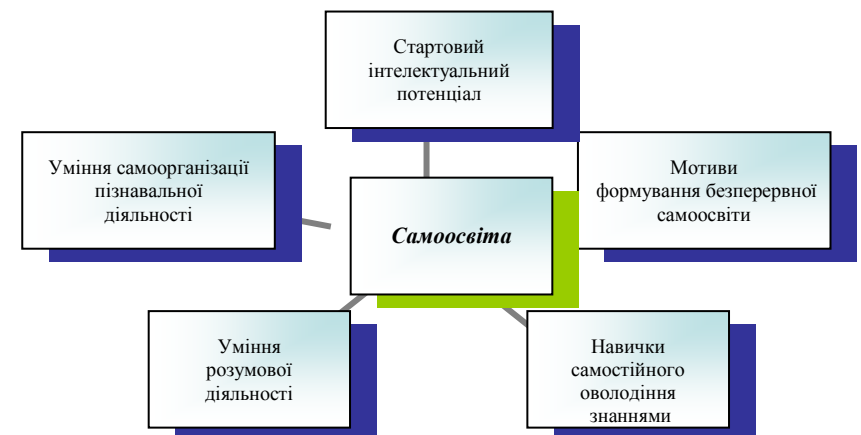 Стартовий
інтелектуальний
потенціал
Уміння самоорганізації
пізнавальної
діяльності
Мотиви
формування безперервної
самоосвіти
Самоосвіта
Уміння
розумової
діяльності
Навички
самостійного
оволодіння
знаннями